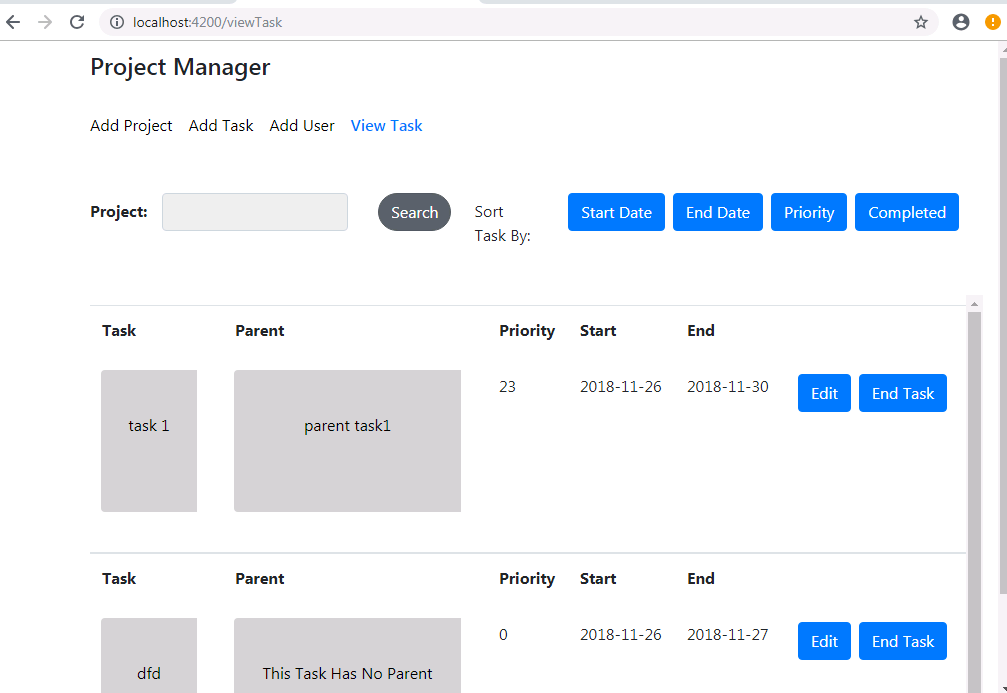 localhost:4200/viewTask
Project Manager
Add Project Add Task Add User View Task
Project: Search Sort Task By: Start Date End Date Priority Completed
Task Parent Priority Start End
task 1 parent task1 23 2018-11-26 2018-11-30 Edit End Task
Task Parent Priority Start End
dfd This Task Has No Parent 0 2018-11-26 2018-11-27 Edit End Task